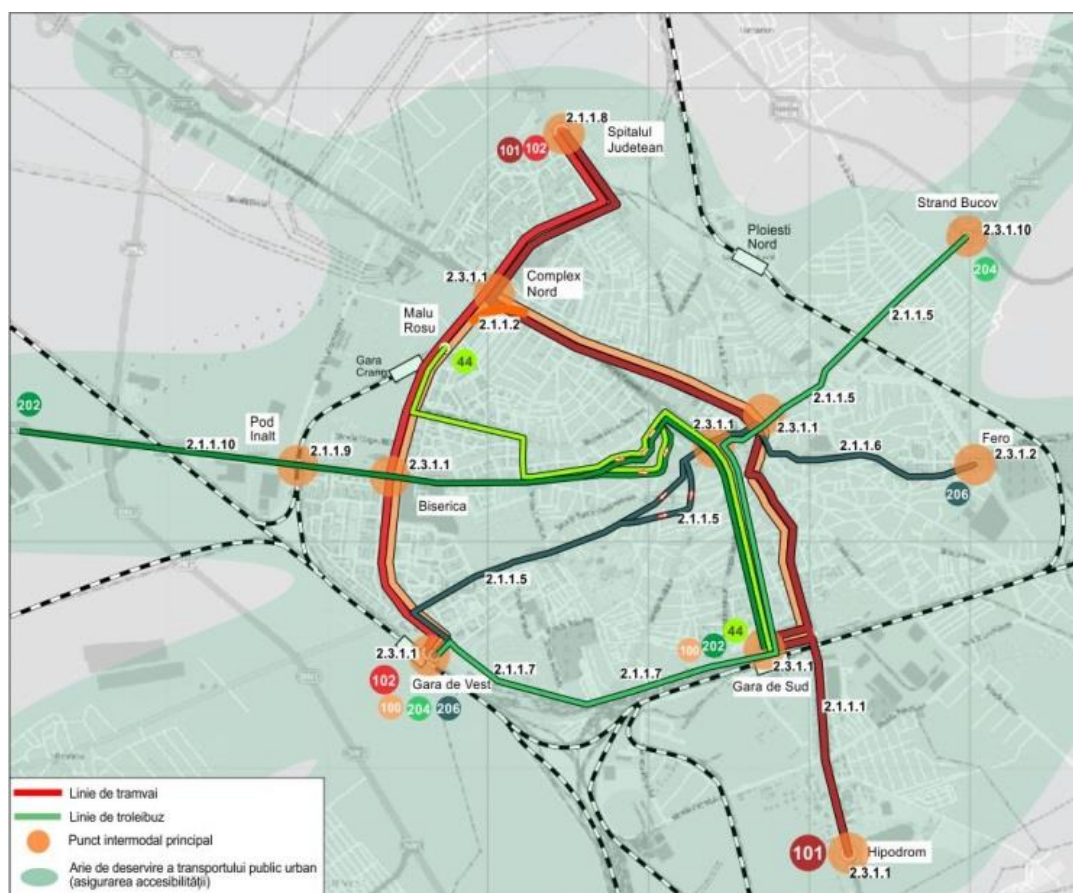 2.1.1.8
101 102
Spitalul
Judetean
Strand Bucov
2.3.1.10
204
Ploiesti
Nord
2.3.1.1
Complex
Nord
2.1.1.5
Malu
Rosu
2.1.1.2
44
Gara
Crang
202
2.1.1.5
Pod
Inalt
2.1.1.10
2.1.1.9
2.3.1.1
2.3.1.1
2.3.1.1
2.1.1.6
Fero
2.3.1.2
206
Biserica
2.1.1.5
2.1.1.5
44
100 202
2.3.1.1
Gara de Vest
2.1.1.7
2.1.1.7
2.3.1.1
Gara de Sud
102
100 204 206
2.1.1.1
101
Hipodrom
2.3.1.1
Linie de tramvai
Linie de troleibuz
Punct intermodal principal
Arie de deservire a transportului public urban
(asigurarea accesibilității)